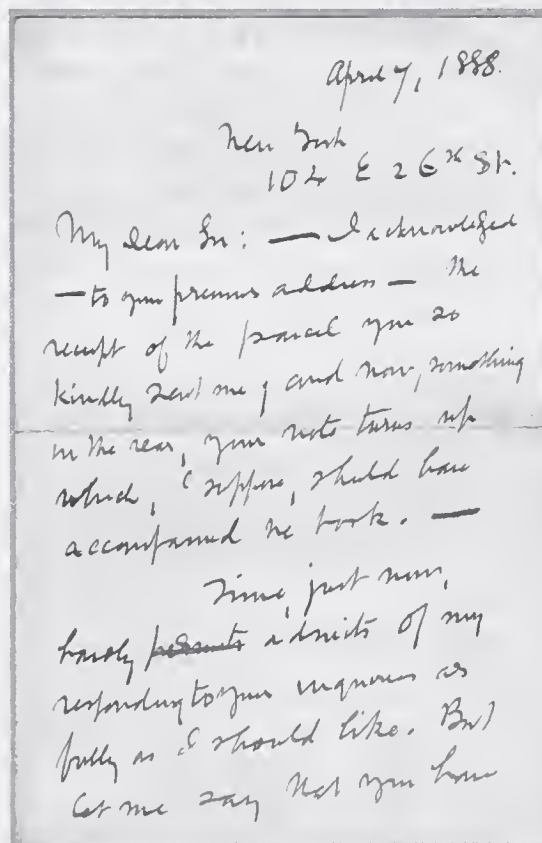 April 7, 1888.
New York
104 E 26th St.
My Dear Sir: — I acknowledged
— to your previous address — the
receipt of the parcel you so
kindly sent me; and now, something
in the rear, your note turns up
which, I suppose, should have
accompanied the book. —
Time, just now,
hardly permits admits of my
responding to your inquiries as
fully as I should like. But
let me say that you have